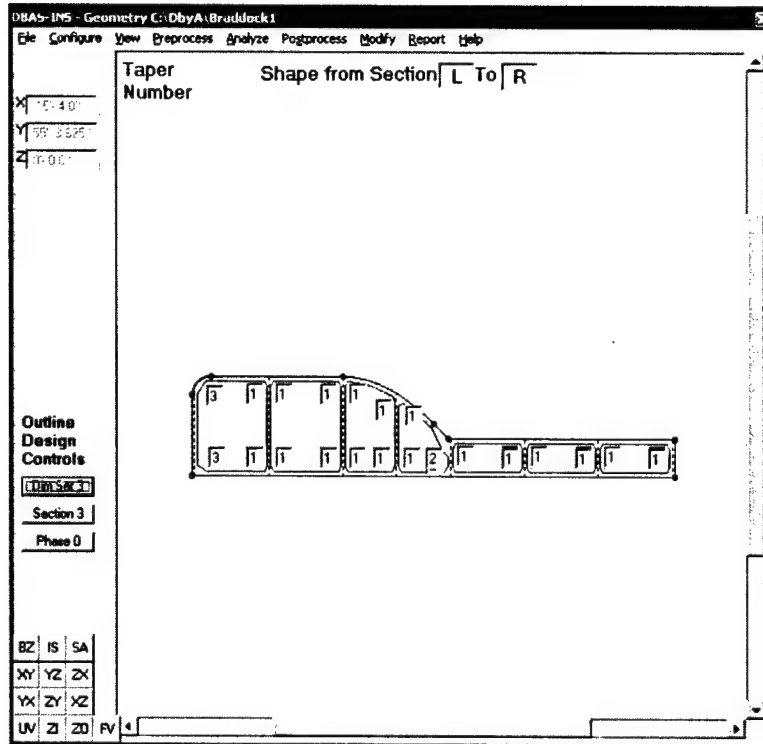 DBAS-INS - Geometry C:\DbyA\Braddock1
File Configure View Preprocess Analyze Postprocess Modify Report Help
Taper
Number
Shape from Section L To R
X
Y
Z
3 1 1 1 1 1 1
3 1 1 1 1 1 1 2 1 1 1 1 1 1
Outline
Design
Controls
Dim Set 3
Section 3
Phase 0
BZ IS SA
XY YZ ZX
YX ZY XZ
UV ZI ZO FV